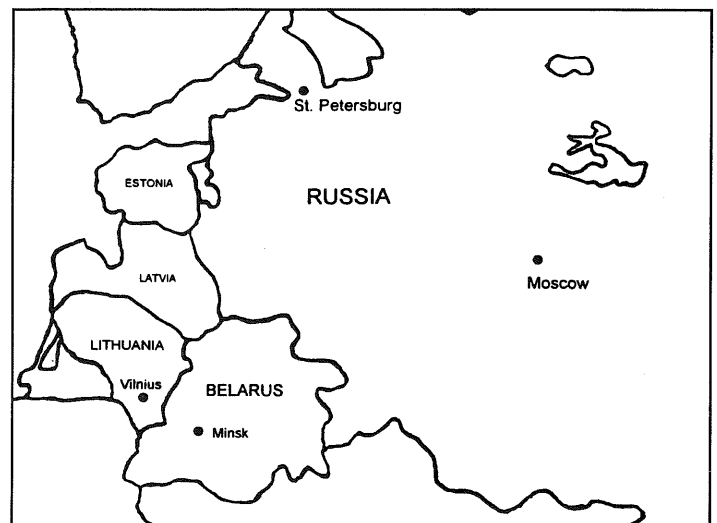 St. Petersburg
ESTONIA
RUSSIA
LATVIA
Moscow
LITHUANIA
Vilnius
BELARUS
Minsk